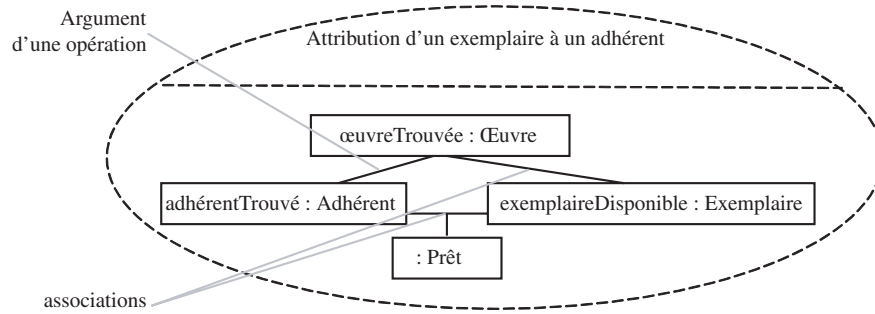 Argument
d'une opération
Attribution d'un exemplaire à un adhérent
œuvreTrouvée : Œuvre
adhérentTrouvé : Adhérent
exemplaireDisponible : Exemplaire
: Prêt
associations